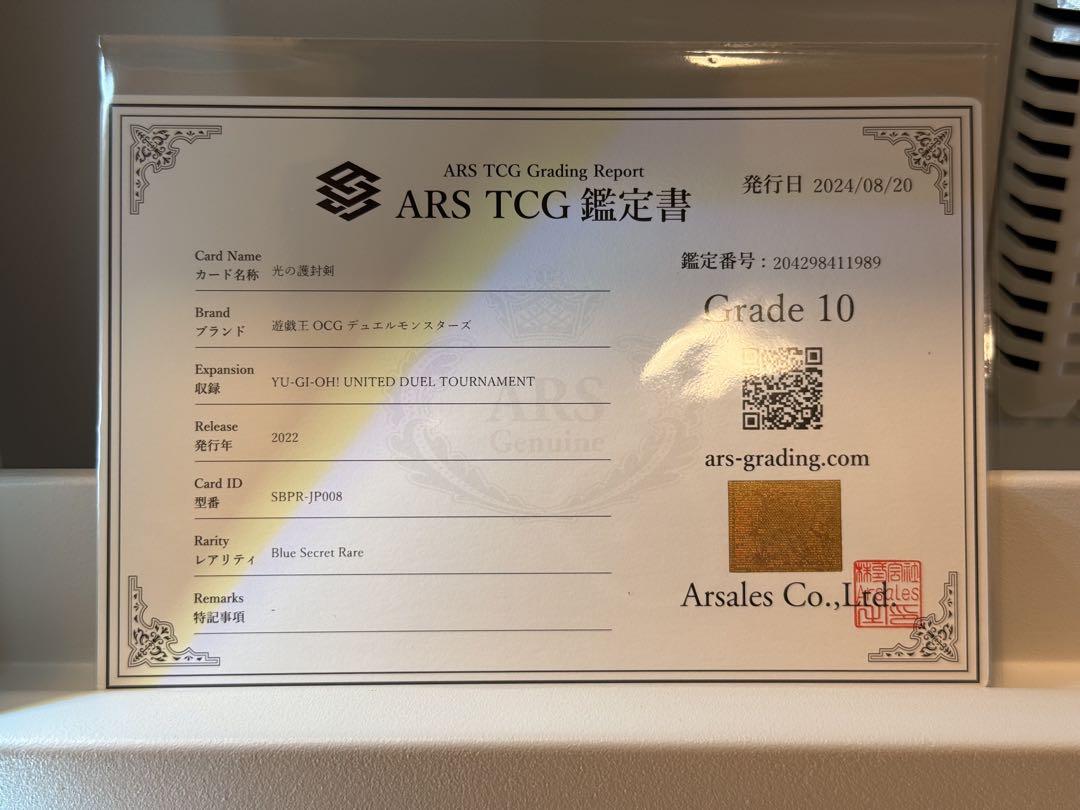 ARS TCG Grading Report
ARS TCG 鑑定書
発行日 2024/08/20
Card Name
カード名称 光の護封剣
Brand
ブランド 遊戯王 OCG デュエルモンスターズ
Expansion
収録 YU-GI-OH! UNITED DUEL TOURNAMENT
Release
発行年 2022
Card ID
型番 SBPR-JP008
Rarity
レアリティ Blue Secret Rare
Remarks
特記事項 -
鑑定番号 : 204298411989
Grade 10
ars-grading.com
Arsales Co.,Ltd.
ARS
Genuine
株式会社
Arsales